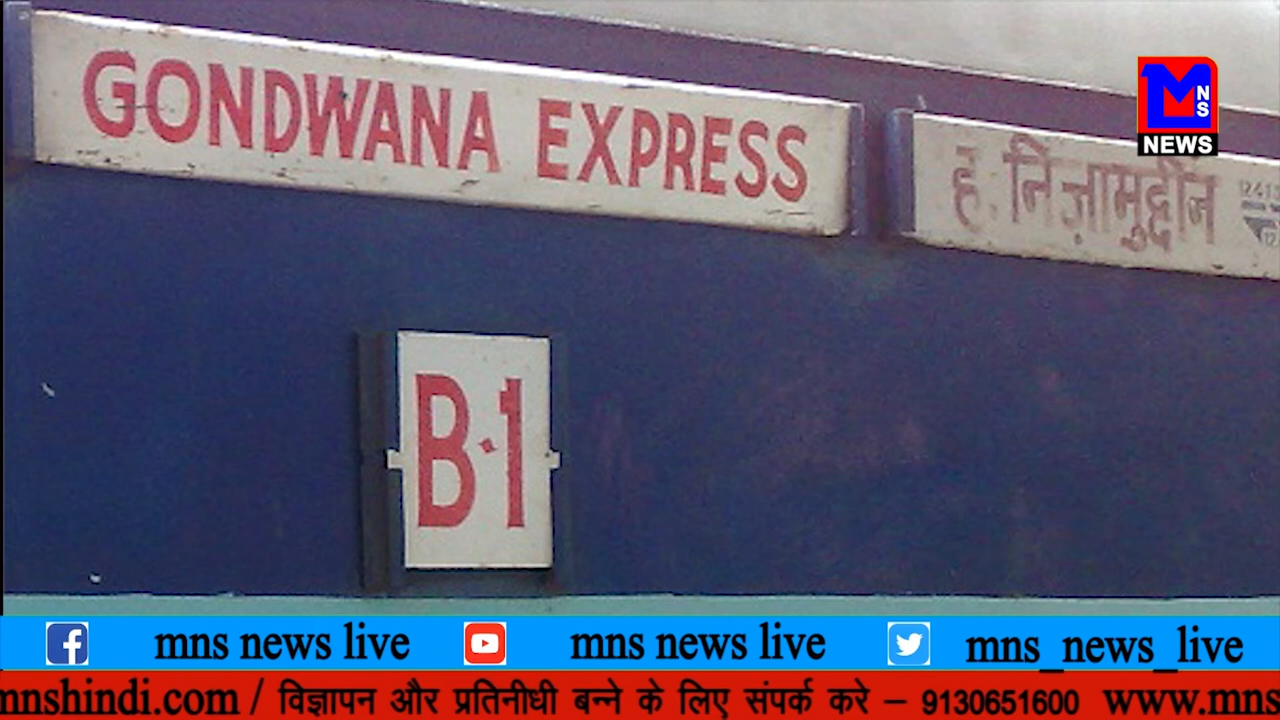 GONDWANA EXPRESS
ह. निज़ामुद्दीन
MNS
NEWS
B·1
mns news live
mns news live
mns_news_live
mnshindi.com / विज्ञापन और प्रतिनीधी बन्ने के लिए संपर्क करे – 9130651600 www.mns